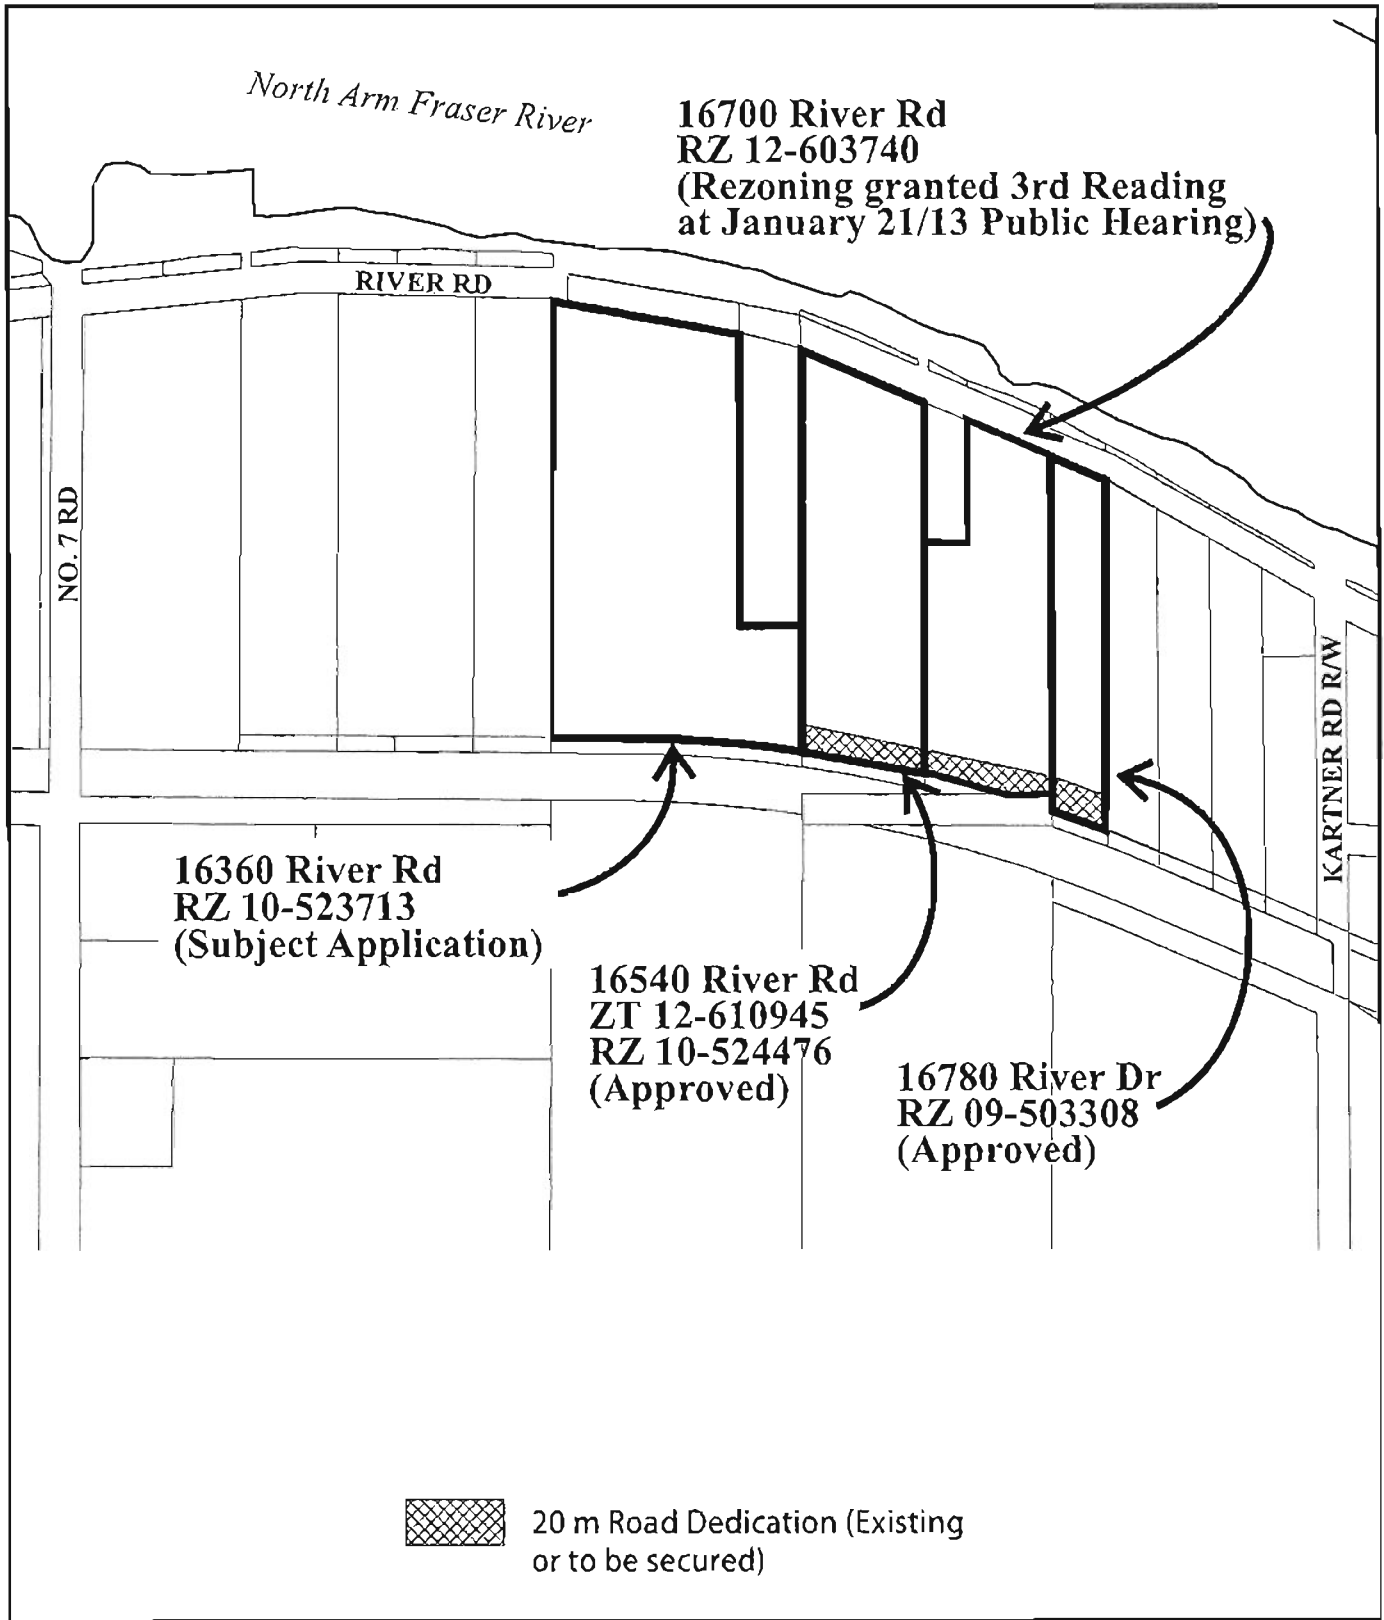 North Arm Fraser River
16700 River Rd
RZ 12-603740
(Rezoning granted 3rd Reading
at January 21/13 Public Hearing)
RIVER RD
NO. 7 RD
KARTNER RD R/W
16360 River Rd
RZ 10-523713
(Subject Application)
16540 River Rd
ZT 12-610945
RZ 10-524476
(Approved)
16780 River Dr
RZ 09-503308
(Approved)
20 m Road Dedication (Existing
or to be secured)